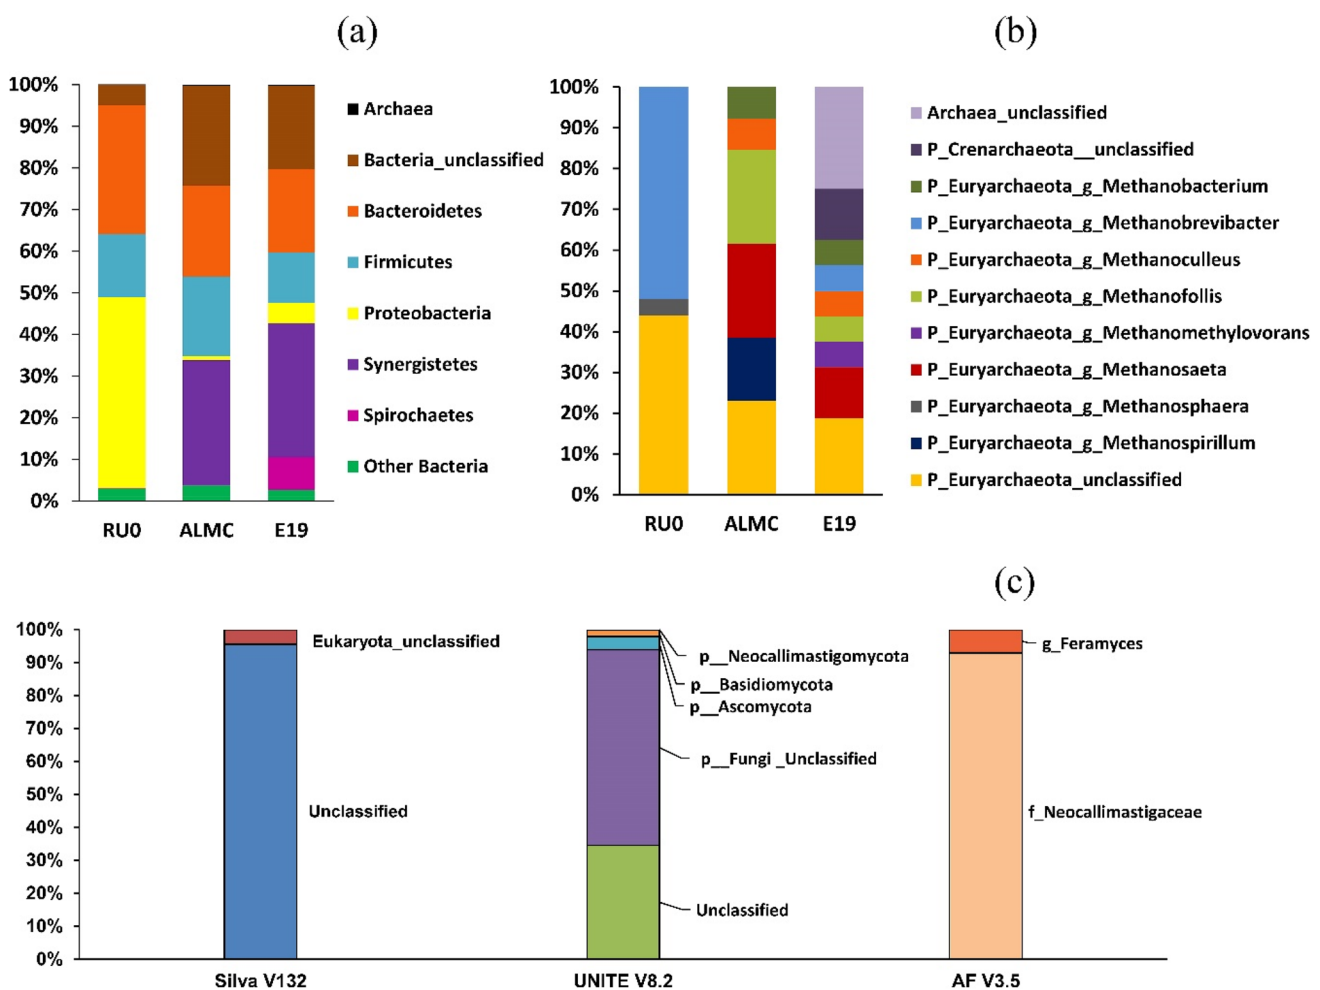 (a)
100%
90%
80%
70%
60%
50%
40%
30%
20%
10%
0%
RU0
ALMC
E19
Archaea
Bacteria_unclassified
Bacteroidetes
Firmicutes
Proteobacteria
Synergistetes
Spirochaetes
Other Bacteria
(b)
100%
90%
80%
70%
60%
50%
40%
30%
20%
10%
0%
RU0
ALMC
E19
Archaea_unclassified
P_Crenarchaeota__unclassified
P_Euryarchaeota_g_Methanobacterium
P_Euryarchaeota_g_Methanobrevibacter
P_Euryarchaeota_g_Methanoculleus
P_Euryarchaeota_g_Methanofollis
P_Euryarchaeota_g_Methanomethylovorans
P_Euryarchaeota_g_Methanosaeta
P_Euryarchaeota_g_Methanosphaera
P_Euryarchaeota_g_Methanospirillum
P_Euryarchaeota_unclassified
(c)
100%
90%
80%
70%
60%
50%
40%
30%
20%
10%
0%
Eukaryota_unclassified
Unclassified
p__Neocallimastigomycota
p__Basidiomycota
p__Ascomycota
p__Fungi _Unclassified
Unclassified
g_Feramyces
f_Neocallimastigaceae
Silva V132
UNITE V8.2
AF V3.5